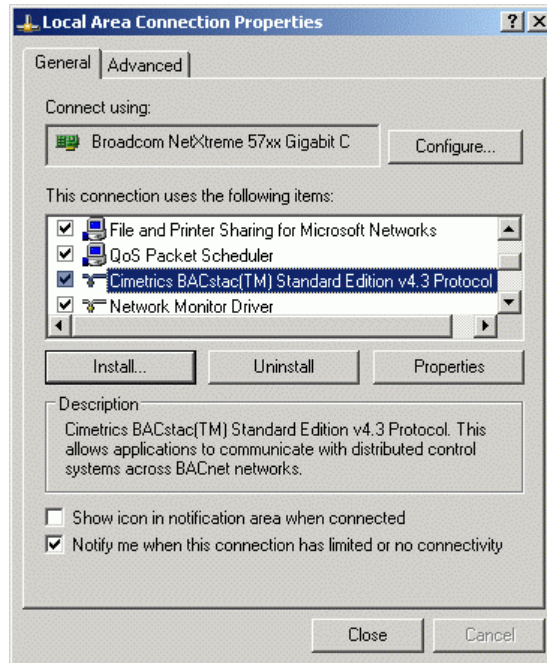 Local Area Connection Properties
General
Advanced
Connect using:
Broadcom NetXtreme 57xx Gigabit C
Configure...
This connection uses the following items:
File and Printer Sharing for Microsoft Networks
QoS Packet Scheduler
Cimetrics BACstac(TM) Standard Edition v4.3 Protocol
Network Monitor Driver
Install...
Uninstall
Properties
Description
Cimetrics BACstac(TM) Standard Edition v4.3 Protocol. This
allows applications to communicate with distributed control
systems across BACnet networks.
Show icon in notification area when connected
Notify me when this connection has limited or no connectivity
Close
Cancel